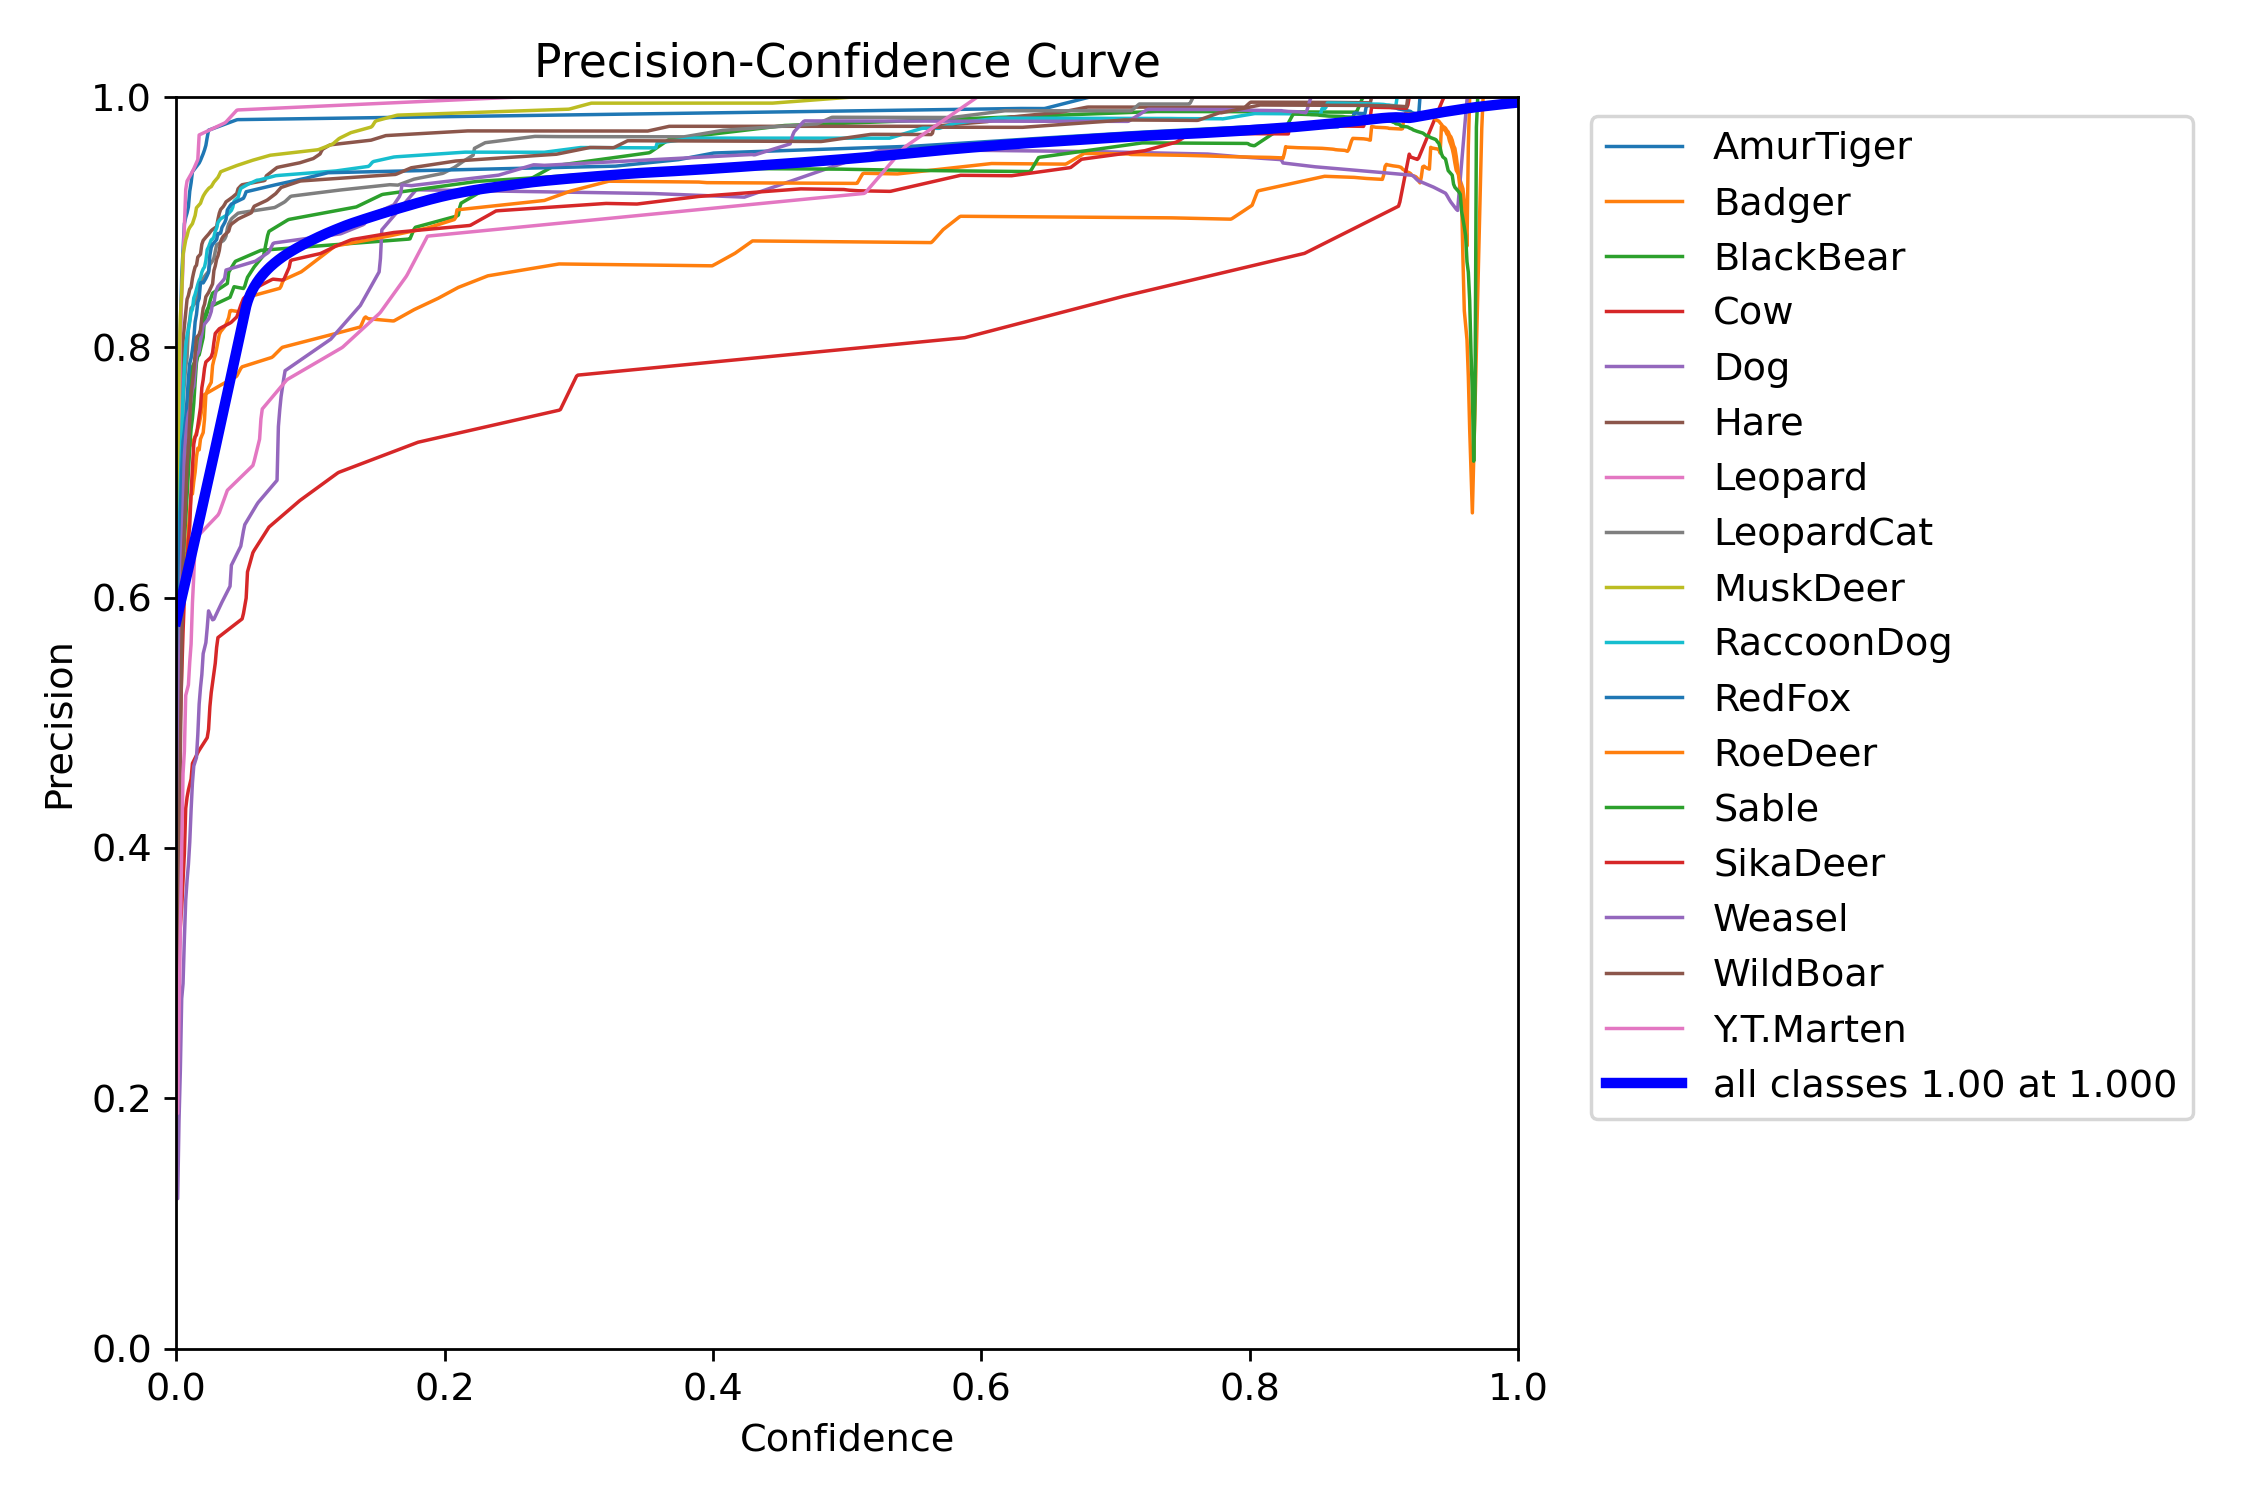 Precision-Confidence Curve
1.0
0.8
0.6
0.4
0.2
0.0
Precision
0.0 0.2 0.4 0.6 0.8 1.0
Confidence
AmurTiger
Badger
BlackBear
Cow
Dog
Hare
Leopard
LeopardCat
MuskDeer
RaccoonDog
RedFox
RoeDeer
Sable
SikaDeer
Weasel
WildBoar
Y.T.Marten
all classes 1.00 at 1.000